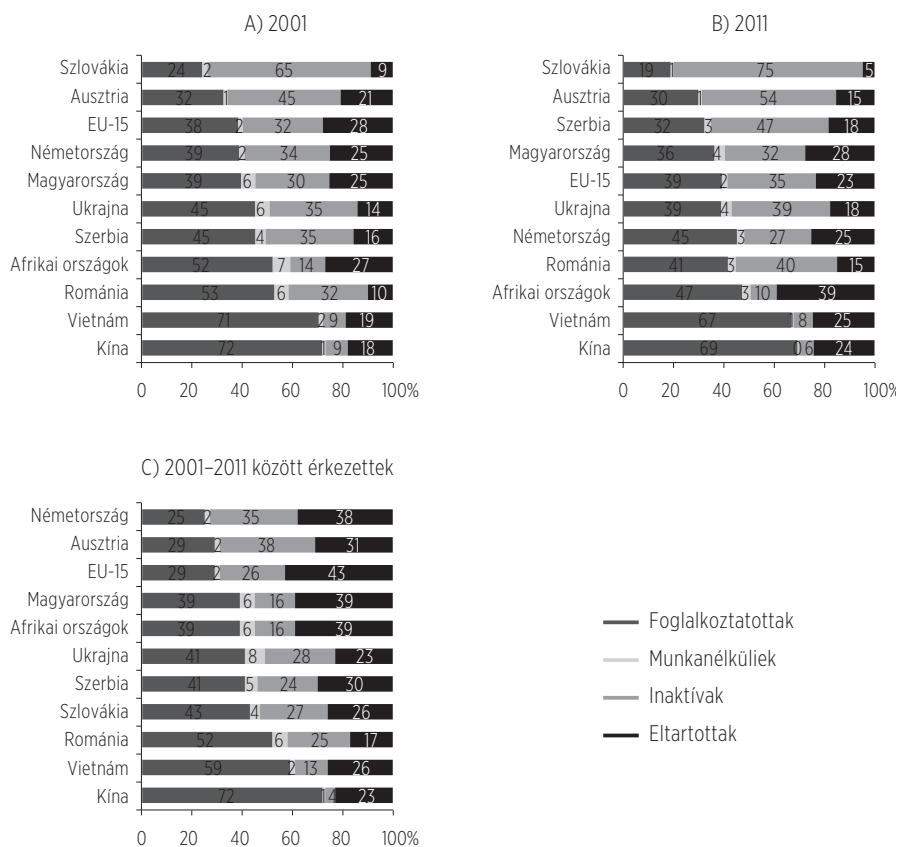 A) 2001
Szlovákia 24 2 65 9
Ausztria 32 1 45 21
EU-15 38 2 32 28
Németország 39 2 34 25
Magyarország 39 6 30 25
Ukrajna 45 6 35 14
Szerbia 45 4 35 16
Afrikai országok 52 7 14 27
Románia 53 6 32 10
Vietnám 71 2 9 19
Kína 72 1 9 18
0 20 40 60 80 100%
B) 2011
Szlovákia 19 1 75 5
Ausztria 30 1 54 15
Szerbia 32 3 47 18
Magyarország 36 4 32 28
EU-15 39 2 35 23
Ukrajna 39 4 39 18
Németország 45 3 27 25
Románia 41 3 40 15
Afrikai országok 47 3 10 39
Vietnám 67 1 8 25
Kína 69 0 6 24
0 20 40 60 80 100%
C) 2001–2011 között érkezettek
Németország 25 2 35 38
Ausztria 29 2 38 31
EU-15 29 2 26 43
Magyarország 39 6 16 39
Afrikai országok 39 6 16 39
Ukrajna 41 8 28 23
Szerbia 41 5 24 30
Szlovákia 43 4 27 26
Románia 52 6 25 17
Vietnám 59 2 13 26
Kína 72 1 4 23
0 20 40 60 80 100%
Foglalkoztatottak
Munkanélküliek
Inaktívak
Eltartottak